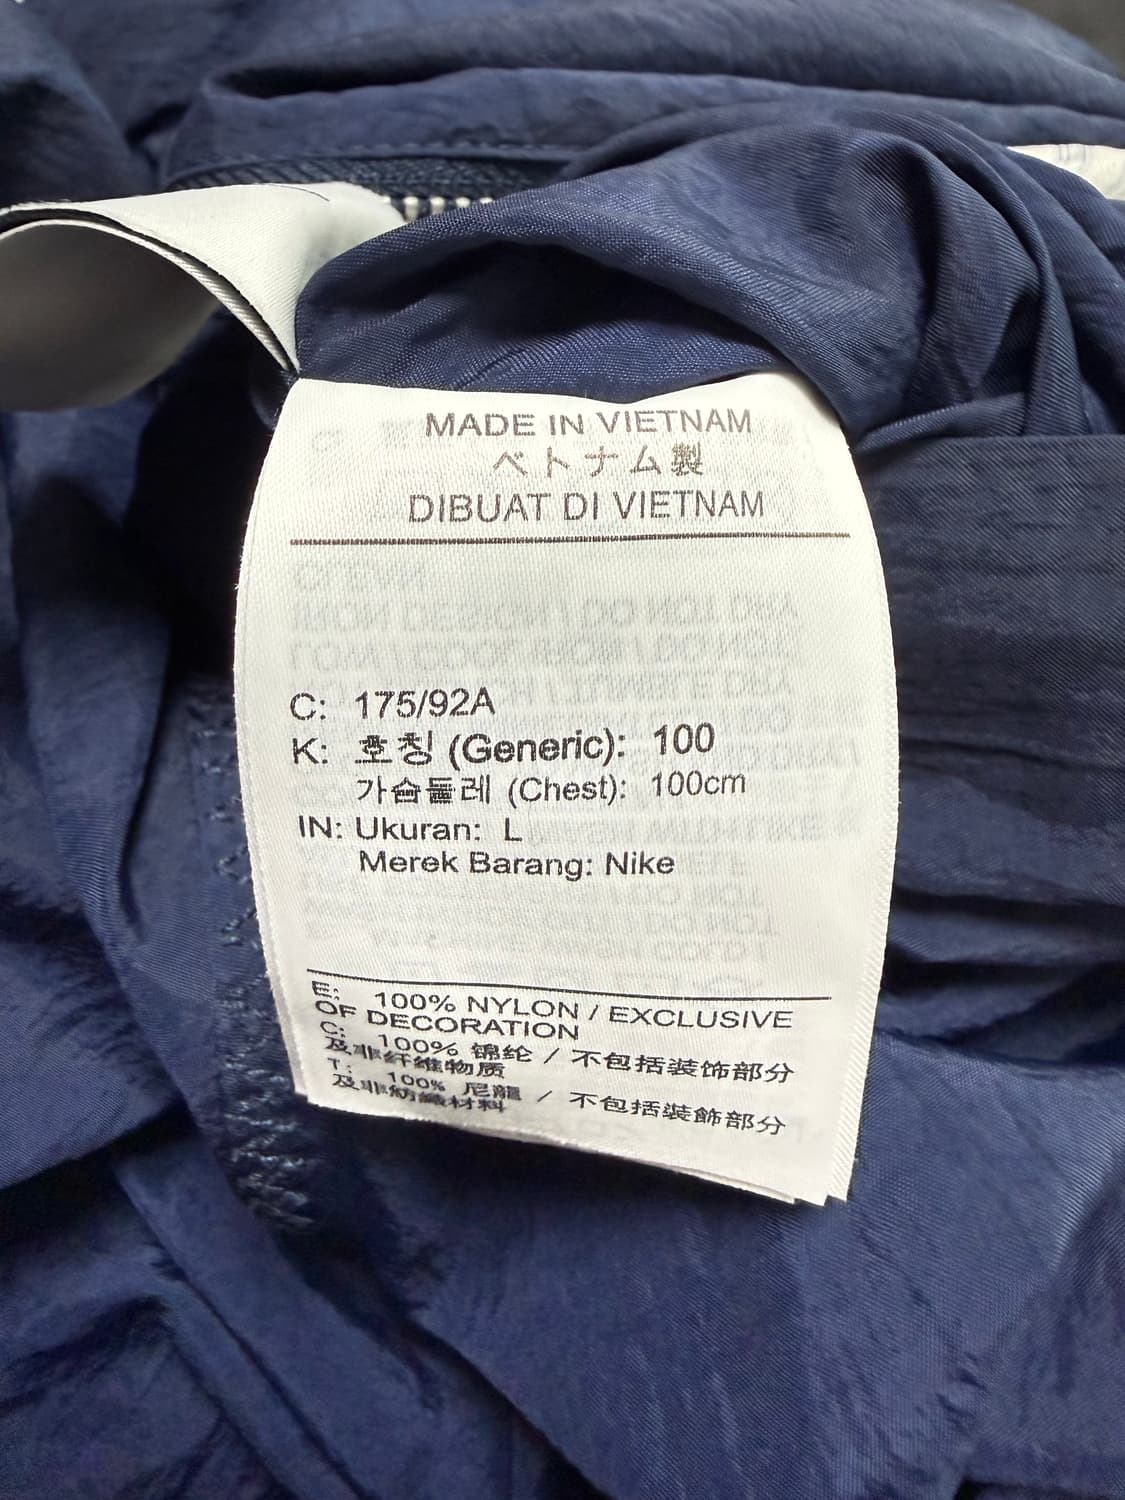 MADE IN VIETNAM
ベトナム製
DIBUAT DI VIETNAM
C: 175/92A
K: 호칭 (Generic): 100
가슴둘레 (Chest): 100cm
IN: Ukuran: L
Merek Barang: Nike
E: 100% NYLON / EXCLUSIVE
OF DECORATION
C: 100% 锦纶 / 不包括装饰部分
及非纤维物质
T: 100% 尼龍 / 不包括裝飾部分
及非紡織材料